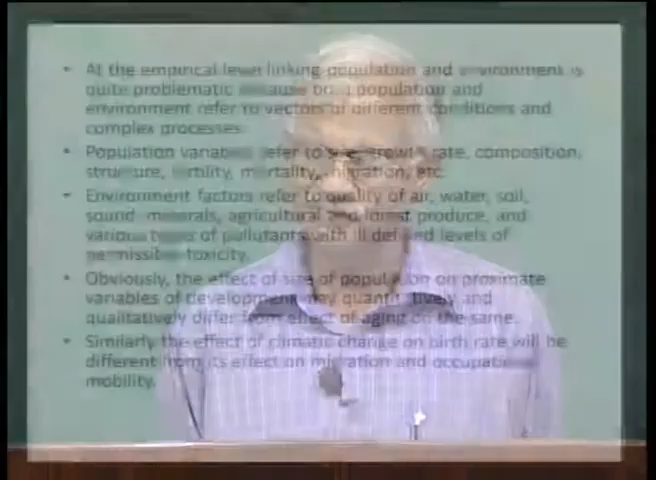 • At the empirical level linking population and environment is
quite problematic because both population and
environment refer to vectors of different conditions and
complex processes.
• Population variables refer to size, growth rate, composition,
structure, fertility, mortality, migration, etc.
• Environment factors refer to quality of air, water, soil,
sound minerals, agricultural and forest produce, and
various types of pollutants with ill defined levels of
permissible toxicity.
• Obviously, the effect of size of population on proximate
variables of development may quantitatively and
qualitatively differ from effect of aging on the same.
• Similarly the effect of climatic change on birth rate will be
different from its effect on migration and occupational
mobility.